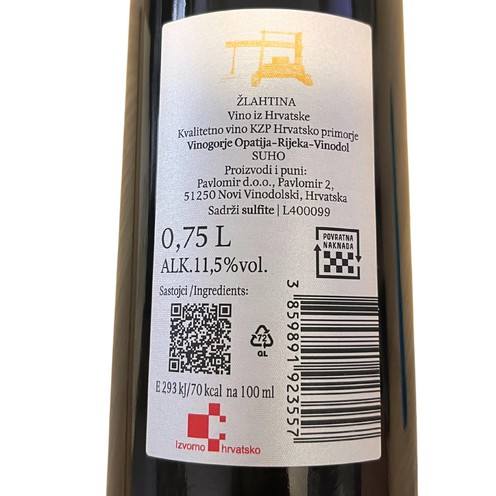 ŽLAHTINA
Vino iz Hrvatske
Kvalitetno vino KZP Hrvatsko primorje
Vinogorje Opatija-Rijeka-Vinodol
SUHO
Proizvodi i puni:
Pavlomir d.o.o., Pavlomir 2,
51250 Novi Vinodolski, Hrvatska
Sadrži sulfite | L400099
0,75 L
ALK.11,5%vol.
POVRATNA
NAKNADA
Sastojci /Ingredients:
72
GL
E 293 kJ/70 kcal na 100 ml
Izvorno hrvatsko
3 859891 923557